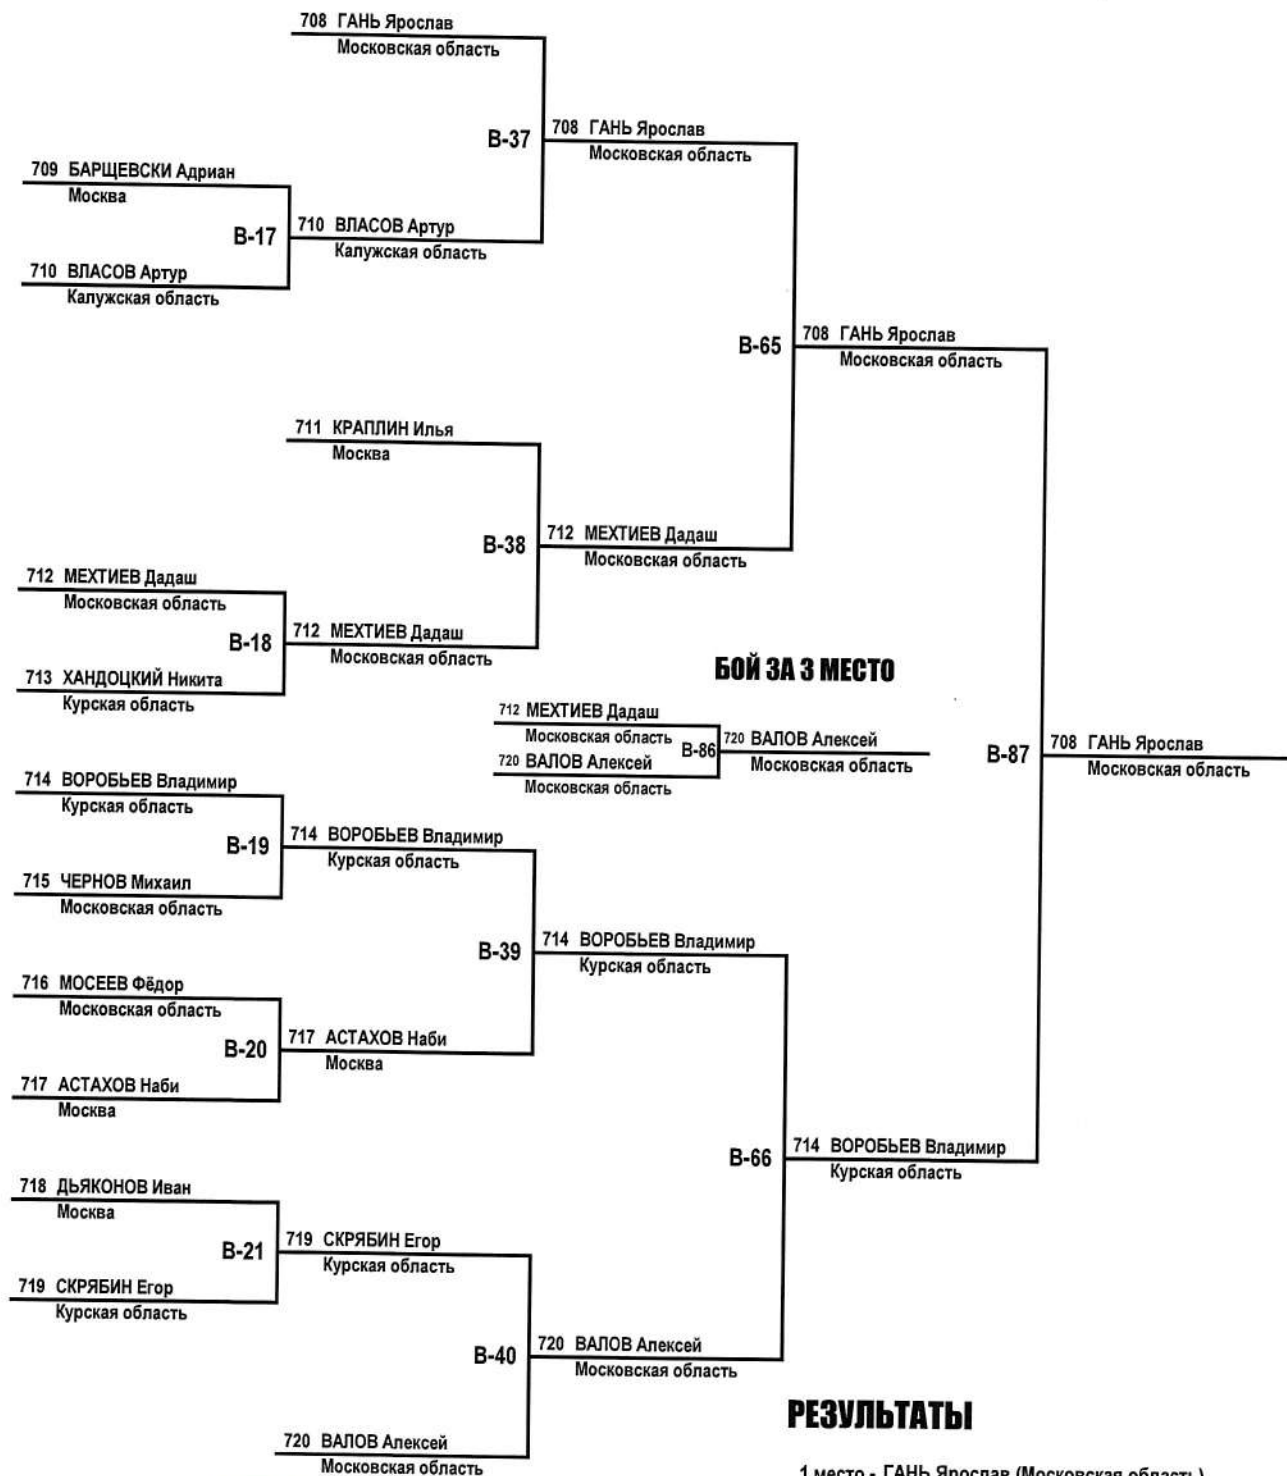 708 ГАНЬ Ярослав
Московская область
В-37
708 ГАНЬ Ярослав
Московская область
709 БАРЩЕВСКИ Адриан
Москва
В-17
710 ВЛАСОВ Артур
Калужская область
710 ВЛАСОВ Артур
Калужская область
В-65
708 ГАНЬ Ярослав
Московская область
711 КРАПЛИН Илья
Москва
В-38
712 МЕХТИЕВ Дадаш
Московская область
712 МЕХТИЕВ Дадаш
Московская область
В-18
712 МЕХТИЕВ Дадаш
Московская область
713 ХАНДОЦКИЙ Никита
Курская область
БОЙ ЗА 3 МЕСТО
712 МЕХТИЕВ Дадаш
Московская область
В-86
720 ВАЛОВ Алексей
Московская область
720 ВАЛОВ Алексей
Московская область
В-87
708 ГАНЬ Ярослав
Московская область
714 ВОРОБЬЕВ Владимир
Курская область
В-19
714 ВОРОБЬЕВ Владимир
Курская область
715 ЧЕРНОВ Михаил
Московская область
В-39
714 ВОРОБЬЕВ Владимир
Курская область
716 МОСЕЕВ Фёдор
Московская область
В-20
717 АСТАХОВ Наби
Москва
717 АСТАХОВ Наби
Москва
В-66
714 ВОРОБЬЕВ Владимир
Курская область
718 ДЬЯКОНОВ Иван
Москва
В-21
719 СКРЯБИН Егор
Курская область
719 СКРЯБИН Егор
Курская область
В-40
720 ВАЛОВ Алексей
Московская область
720 ВАЛОВ Алексей
Московская область
РЕЗУЛЬТАТЫ
1 место - ГАНЬ Ярослав (Московская область)